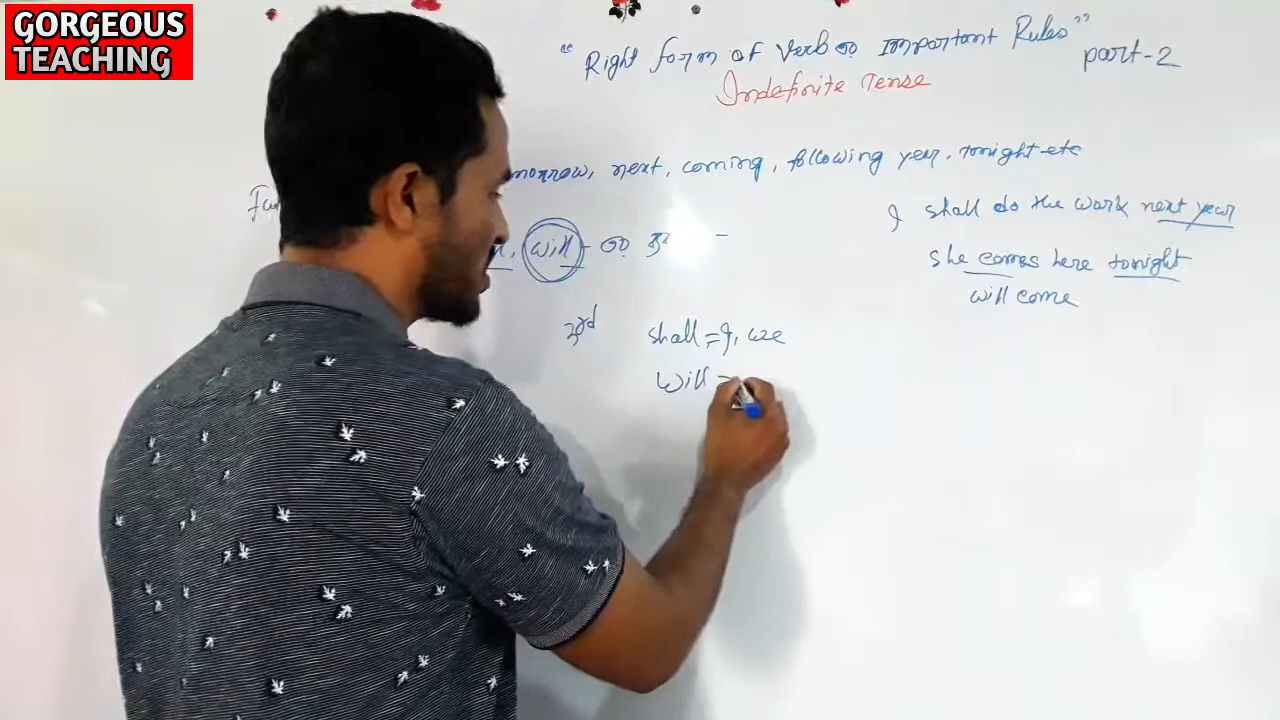 GORGEOUS
TEACHING
"Right form of verb এর Important Rules" part-2
Indefinite Tense
next, coming, following year, tonight etc
will এর
I shall do the work next year
she comes here tonight
will come
3rd
shall = I, we
will =